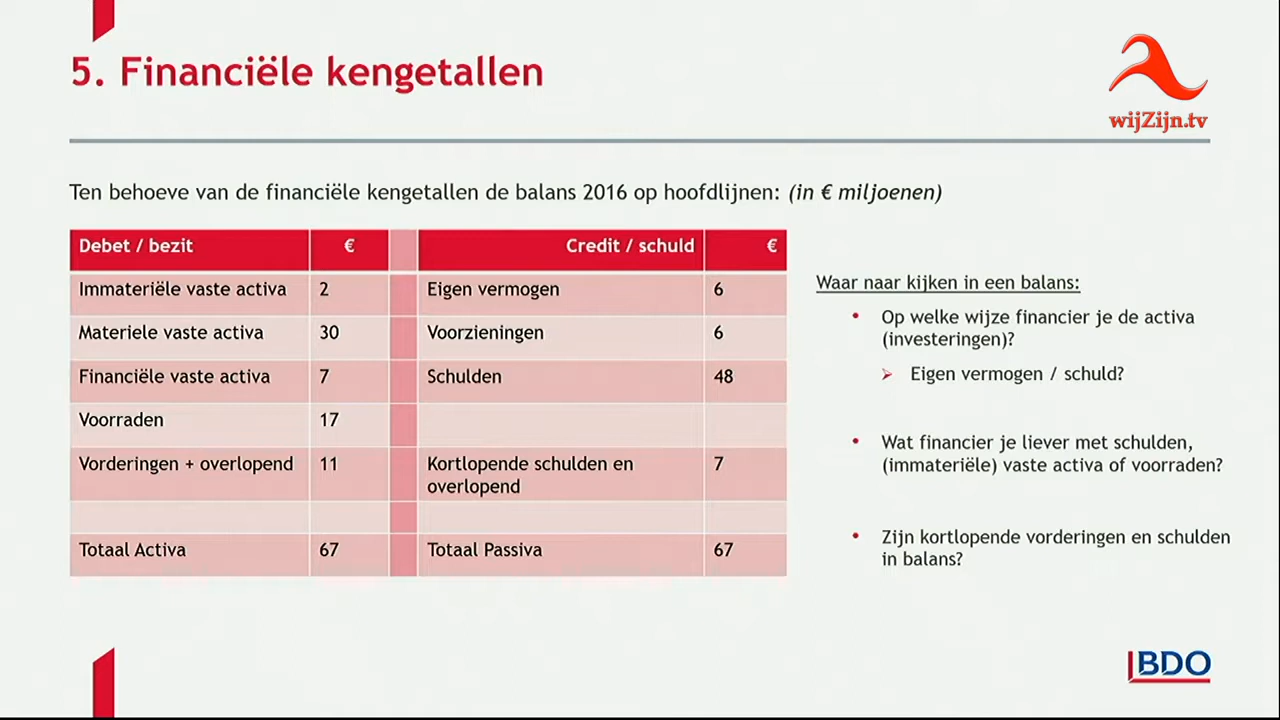 5. Financiële kengetallen
wijZijn.tv
Ten behoeve van de financiële kengetallen de balans 2016 op hoofdlijnen: (in € miljoenen)
Debet / bezit € Credit / schuld €
Immateriële vaste activa 2 Eigen vermogen 6
Materiele vaste activa 30 Voorzieningen 6
Financiële vaste activa 7 Schulden 48
Voorraden 17
Vorderingen + overlopend 11 Kortlopende schulden en 7
overlopend
Totaal Activa 67 Totaal Passiva 67
Waar naar kijken in een balans:
• Op welke wijze financier je de activa
(investeringen)?
➢ Eigen vermogen / schuld?
• Wat financier je liever met schulden,
(immateriële) vaste activa of voorraden?
• Zijn kortlopende vorderingen en schulden
in balans?
BDO